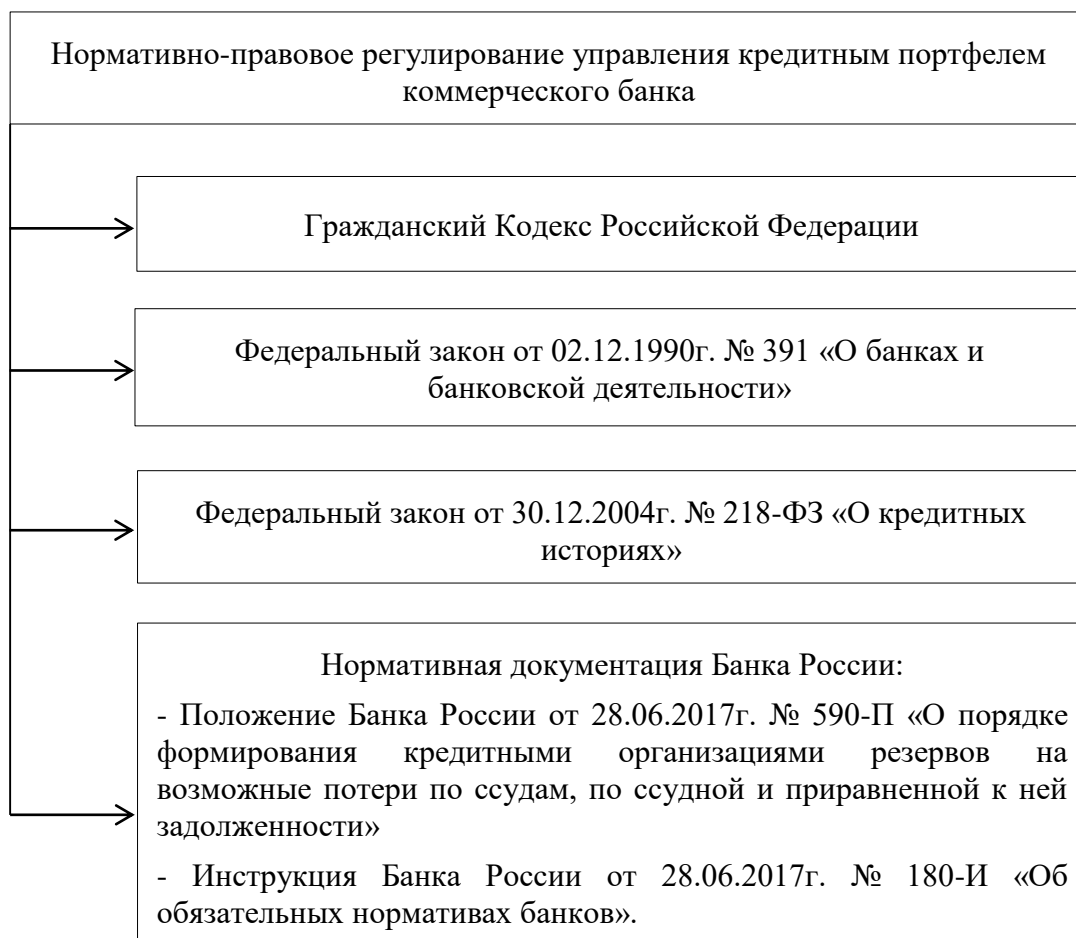 Нормативно-правовое регулирование управления кредитным портфелем
коммерческого банка
Гражданский Кодекс Российской Федерации
Федеральный закон от 02.12.1990г. № 391 «О банках и
банковской деятельности»
Федеральный закон от 30.12.2004г. № 218-ФЗ «О кредитных
историях»
Нормативная документация Банка России:
- Положение Банка России от 28.06.2017г. № 590-П «О порядке
формирования кредитными организациями резервов на
возможные потери по ссудам, по ссудной и приравненной к ней
задолженности»
- Инструкция Банка России от 28.06.2017г. № 180-И «Об
обязательных нормативах банков».